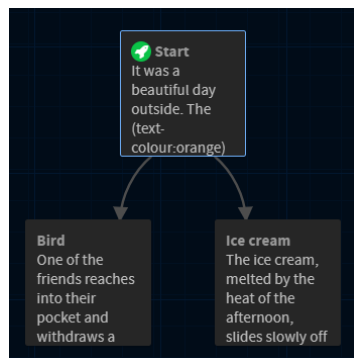 Start
It was a
beautiful day
outside. The
(text-
colour:orange)
Bird
One of the
friends reaches
into their
pocket and
withdraws a
Ice cream
The ice cream,
melted by the
heat of the
afternoon,
slides slowly off